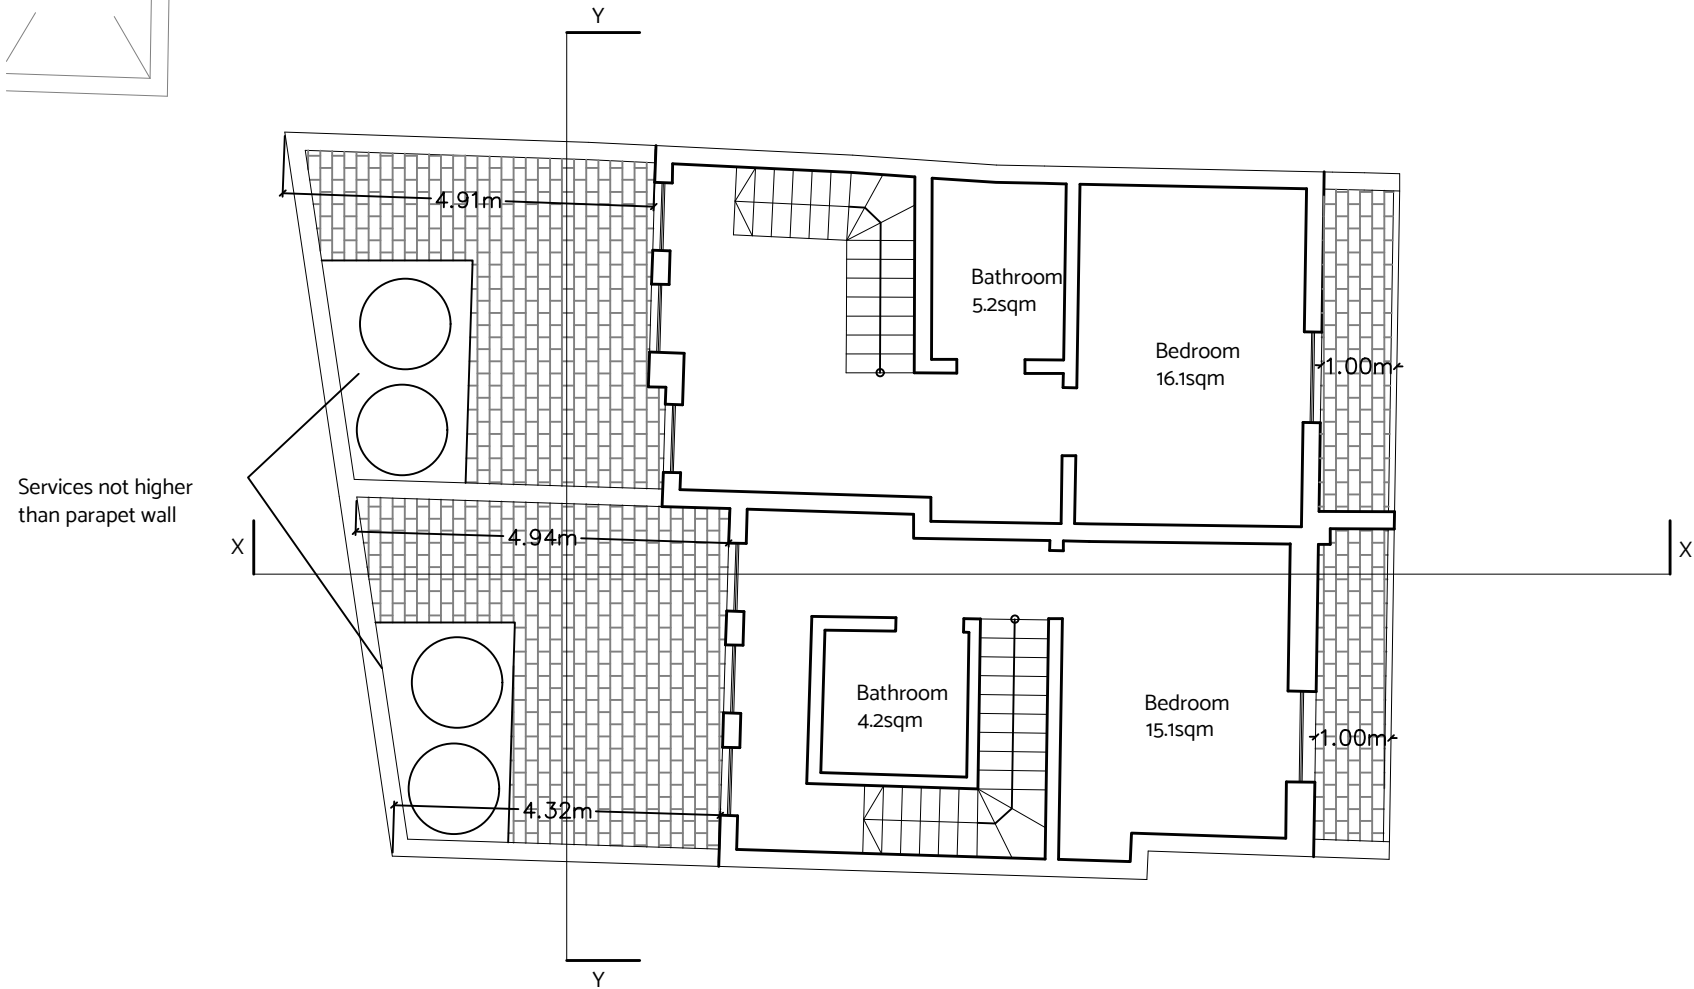 Y
4.91m
Bathroom
5.2sqm
Bedroom
16.1sqm
1.00m
Services not higher
than parapet wall
X
4.94m
X
Bathroom
4.2sqm
Bedroom
15.1sqm
1.00m
4.32m
Y